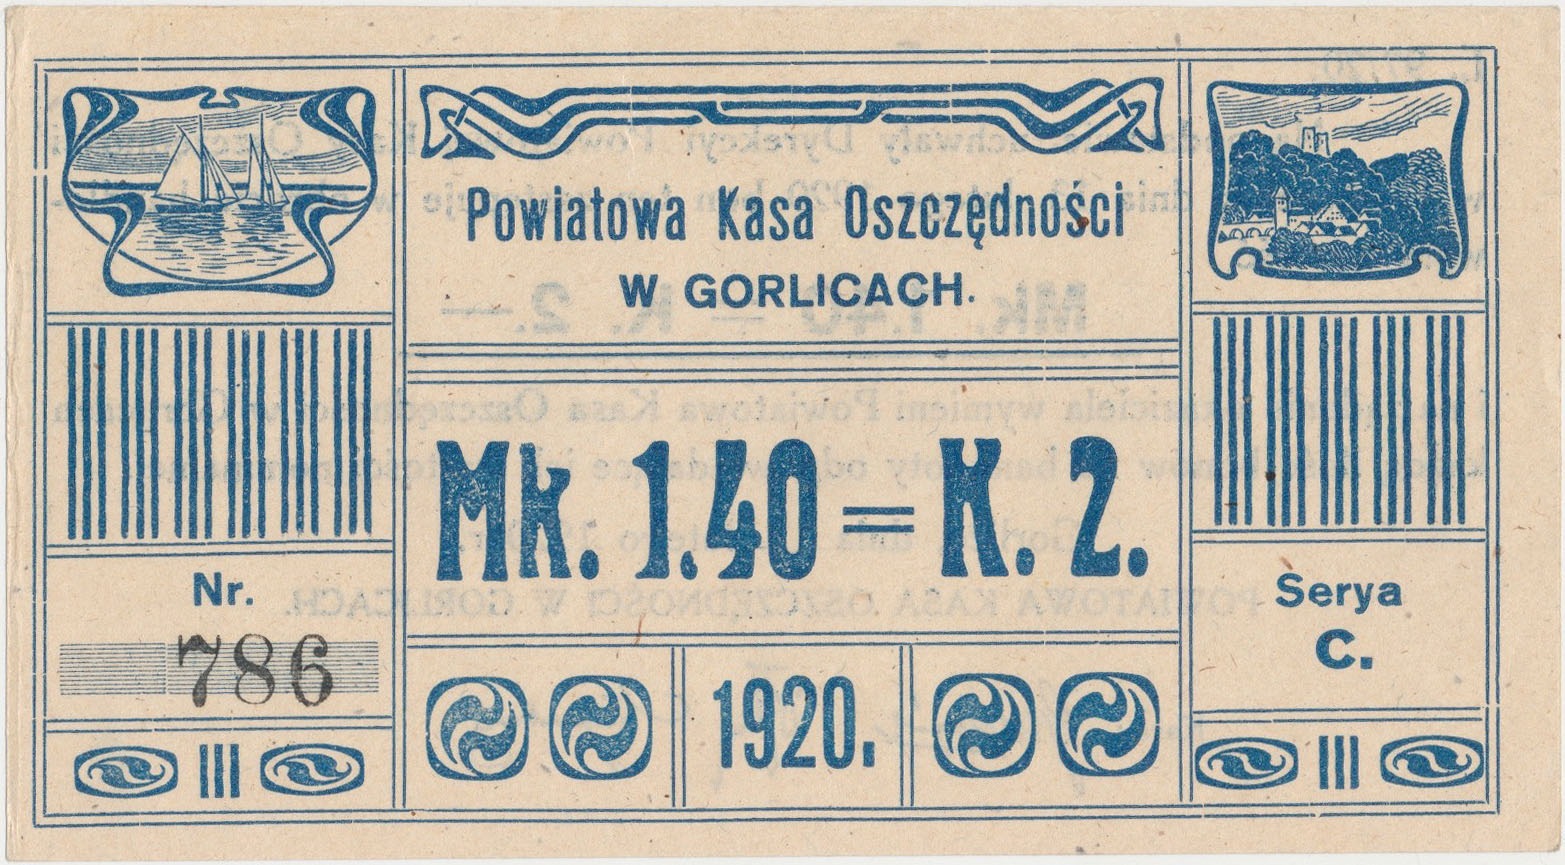 Powiatowa Kasa Oszczędności
W GORLICACH.
Mk. 1.40 = K. 2.
Nr.
786
Serya
C.
1920.